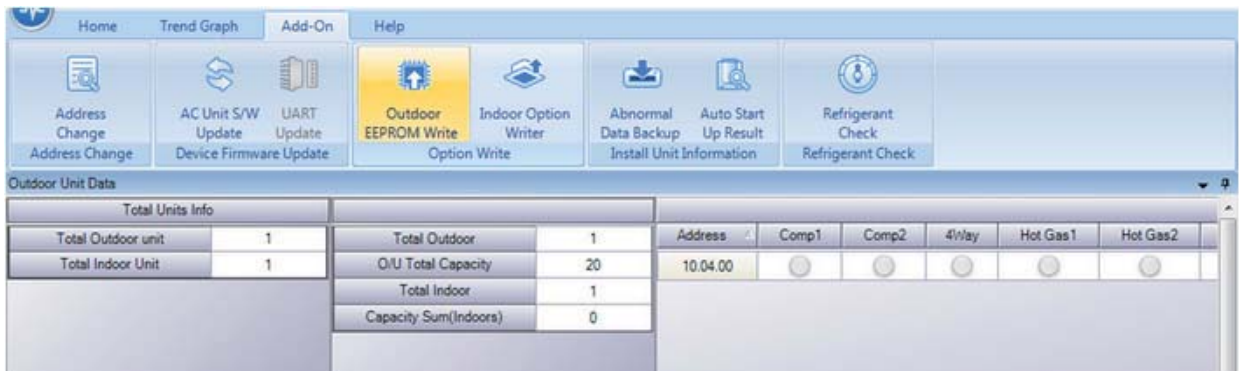 Home Trend Graph Add-On Help
Address Change
AC Unit S/W Update
UART Update
Outdoor EEPROM Write
Indoor Option Writer
Abnormal Data Backup
Auto Start Up Result
Refrigerant Check
Address Change Device Firmware Update Option Write Install Unit Information Refrigerant Check
Outdoor Unit Data
Total Units Info
Total Outdoor unit 1
Total Indoor Unit 1
Total Outdoor 1
O/U Total Capacity 20
Total Indoor 1
Capacity Sum(Indoors) 0
Address Comp1 Comp2 4Way Hot Gas1 Hot Gas2
10.04.00